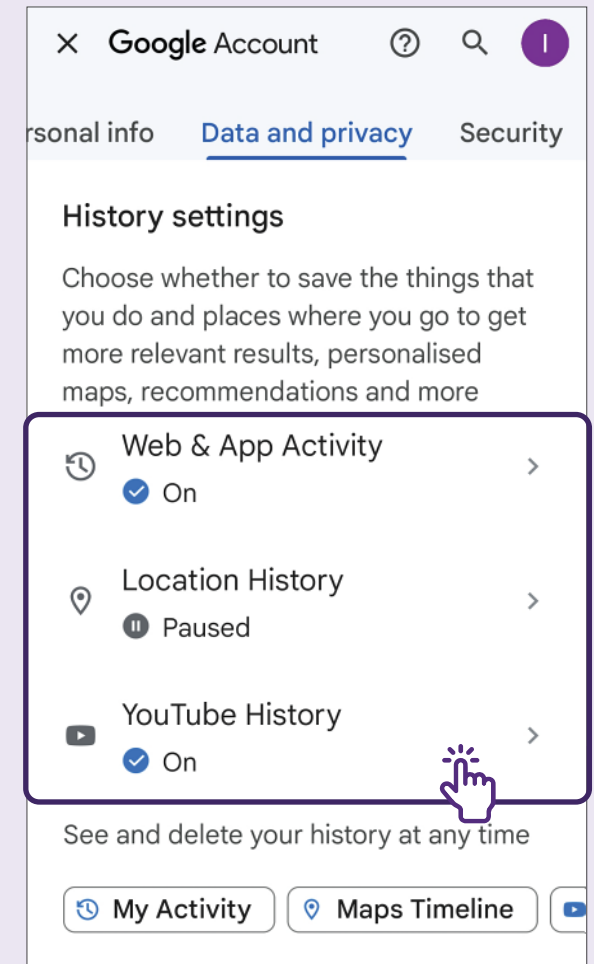 Google Account
I
rsonal info Data and privacy Security
History settings
Choose whether to save the things that
you do and places where you go to get
more relevant results, personalised
maps, recommendations and more
Web & App Activity
On
Location History
Paused
YouTube History
On
See and delete your history at any time
My Activity Maps Timeline